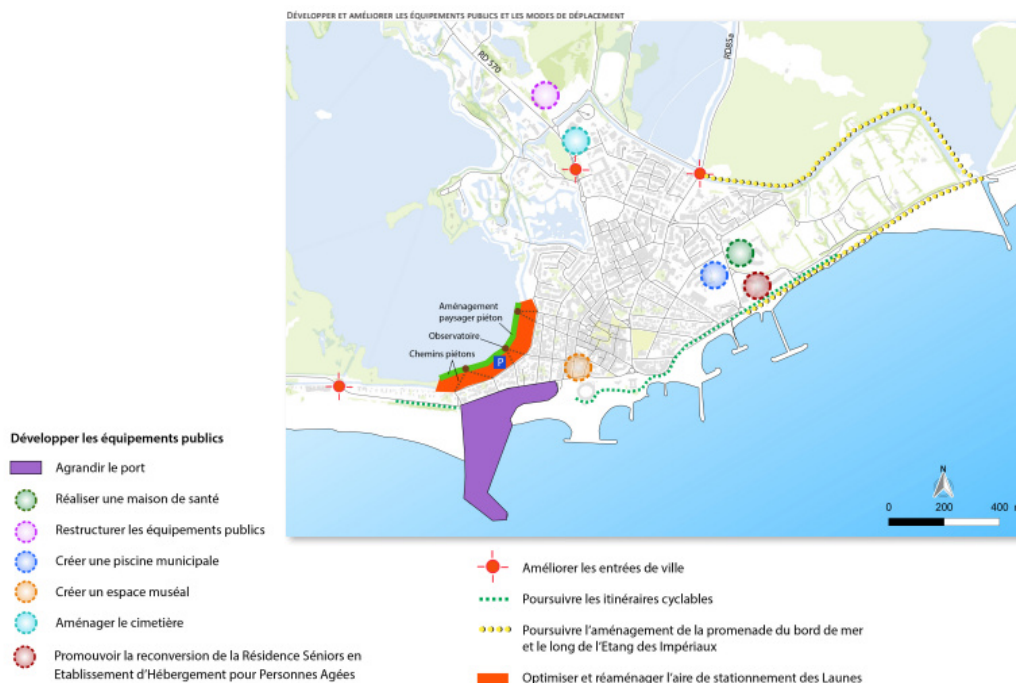 DÉVELOPPER ET AMÉLIORER LES ÉQUIPEMENTS PUBLICS ET LES MODES DE DÉPLACEMENT
RD 570
RD85a
Aménagement
paysager piéton
Observatoire
Chemins piétons
P
N
0 200 400
Développer les équipements publics
Agrandir le port
Réaliser une maison de santé
Restructurer les équipements publics
Créer une piscine municipale
Créer un espace muséal
Aménager le cimetière
Promouvoir la reconversion de la Résidence Séniors en
Etablissement d'Hébergement pour Personnes Agées
Améliorer les entrées de ville
Poursuivre les itinéraires cyclables
Poursuivre l'aménagement de la promenade du bord de mer
et le long de l'Etang des Impériaux
Optimiser et réaménager l'aire de stationnement des Launes